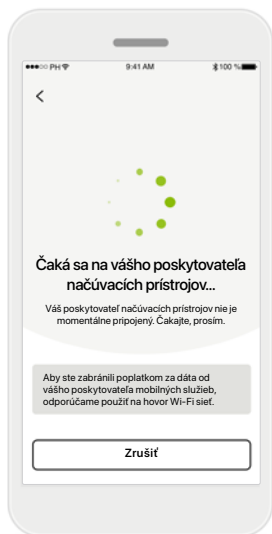 PH 9:41 AM 100 %
Čaká sa na vášho poskytovateľa
načúvacích prístrojov...
Váš poskytovateľ načúvacích prístrojov nie je
momentálne pripojený. Čakajte, prosím.
Aby ste zabránili poplatkom za dáta od
vášho poskytovateľa mobilných služieb,
odporúčame použiť na hovor Wi-Fi sieť.
Zrušiť